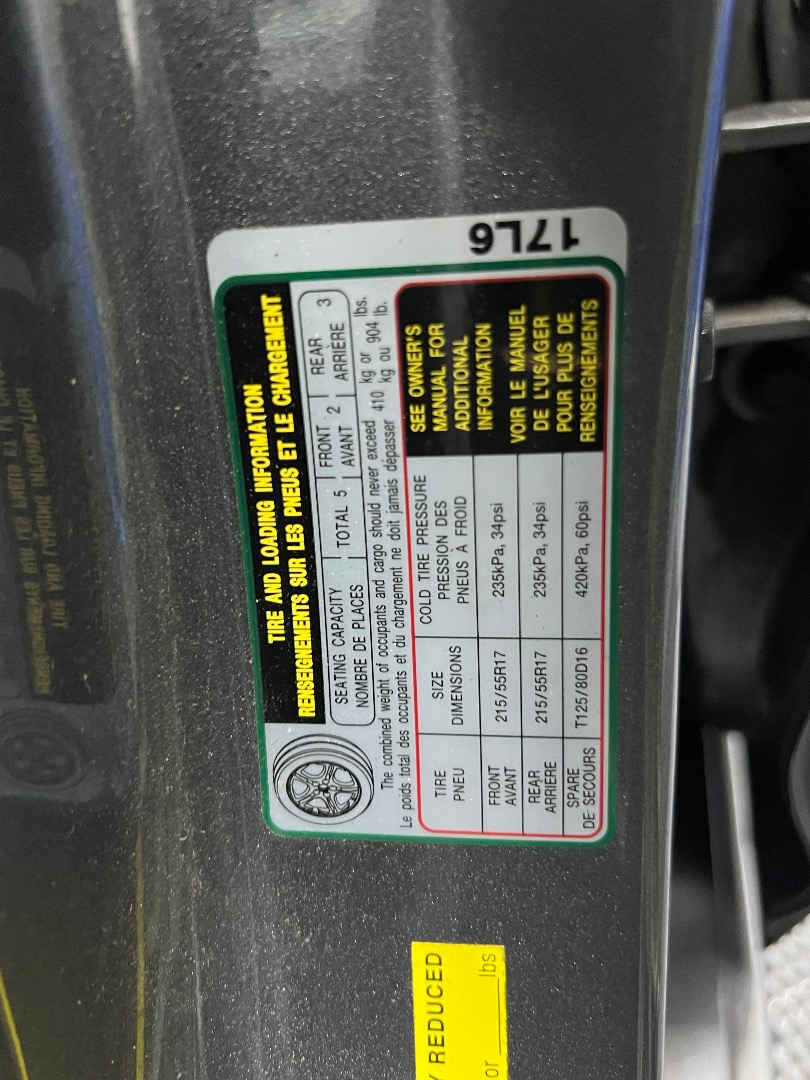 17L6
TIRE AND LOADING INFORMATION
RENSEIGNEMENTS SUR LES PNEUS ET LE CHARGEMENT
SEATING CAPACITY
NOMBRE DE PLACES
TOTAL 5
FRONT
AVANT
2
REAR
ARRIÈRE
3
The combined weight of occupants and cargo should never exceed 410 kg or 904 lbs.
Le poids total des occupants et du chargement ne doit jamais dépasser 410 kg ou 904 lb.
TIRE
PNEU
SIZE
DIMENSIONS
COLD TIRE PRESSURE
PRESSION DES
PNEUS À FROID
FRONT
AVANT
215/55R17
235kPa, 34psi
REAR
ARRIÈRE
215/55R17
235kPa, 34psi
SPARE
DE SECOURS
T125/80D16
420kPa, 60psi
SEE OWNER'S
MANUAL FOR
ADDITIONAL
INFORMATION
VOIR LE MANUEL
DE L'USAGER
POUR PLUS DE
RENSEIGNEMENTS
REDUCED
or ____ lbs